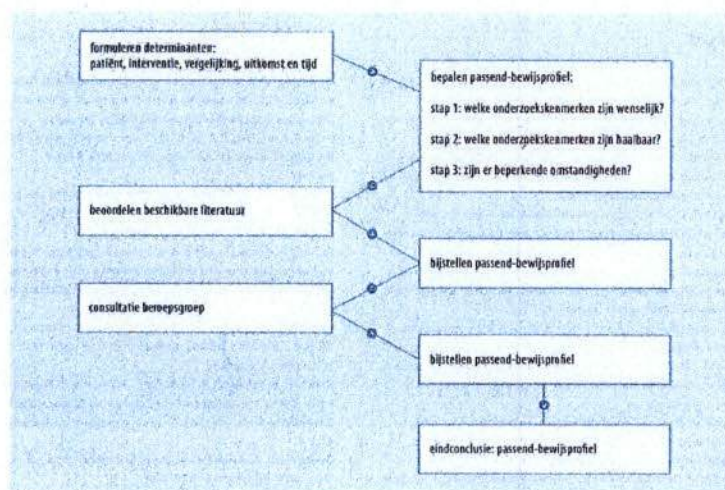 formuleren determinanten:
patiënt, interventie, vergelijking, uitkomst en tijd
bepalen passend-bewijsprofiel:
stap 1: welke onderzoekskenmerken zijn wenselijk?
stap 2: welke onderzoekskenmerken zijn haalbaar?
stap 3: zijn er beperkende omstandigheden?
beoordelen beschikbare literatuur
bijstellen passend-bewijsprofiel
consultatie beroepsgroep
bijstellen passend-bewijsprofiel
eindconclusie: passend-bewijsprofiel